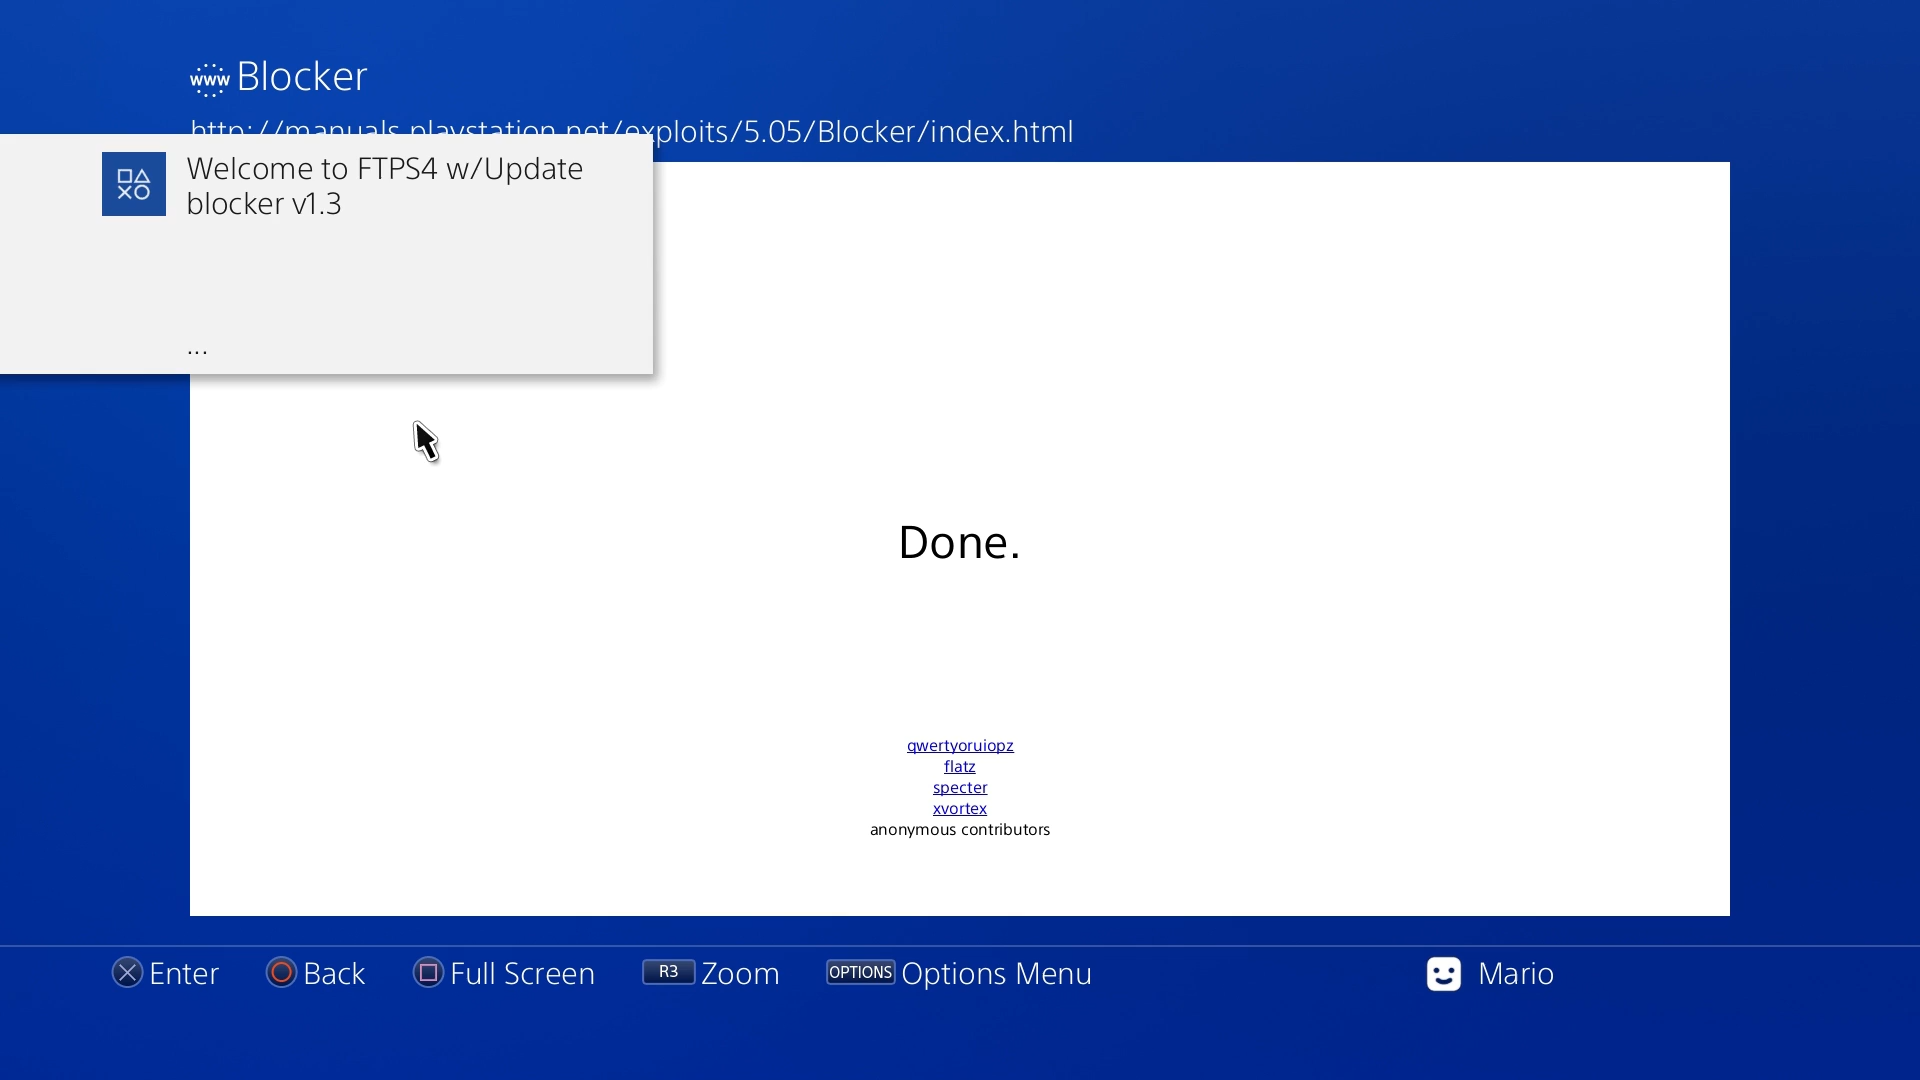 www Blocker
http://manuals.playstation.net/exploits/5.05/Blocker/index.html
Welcome to FTPS4 w/Update
blocker v1.3
...
Done.
qwertyoruiopz
flatz
specter
xvortex
anonymous contributors
Enter Back Full Screen R3 Zoom OPTIONS Options Menu Mario